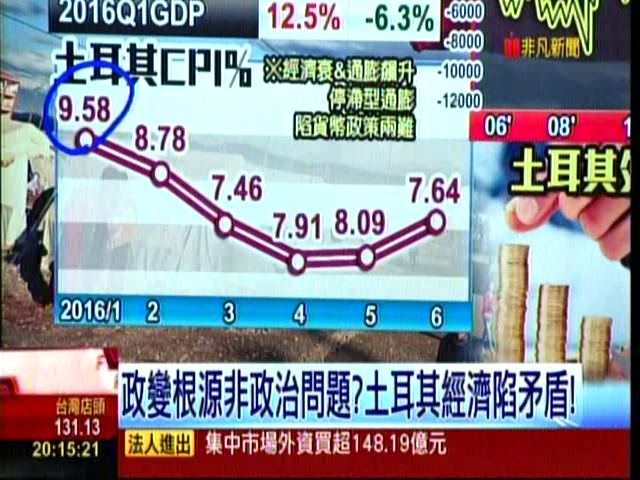 2016Q1GDP 12.5% -6.3%
-6000
-8000
-10000
-12000
非凡新聞
土耳其CPI%
※經濟衰&通膨飆升
停滯型通膨
陷貨幣政策兩難
06' 08' 1
9.58
8.78
7.46
7.91
8.09
7.64
土耳其
2016/1 2 3 4 5 6
政變根源非政治問題?土耳其經濟陷矛盾!
台灣店頭
131.13
20:15:21
法人進出 集中市場外資買超148.19億元